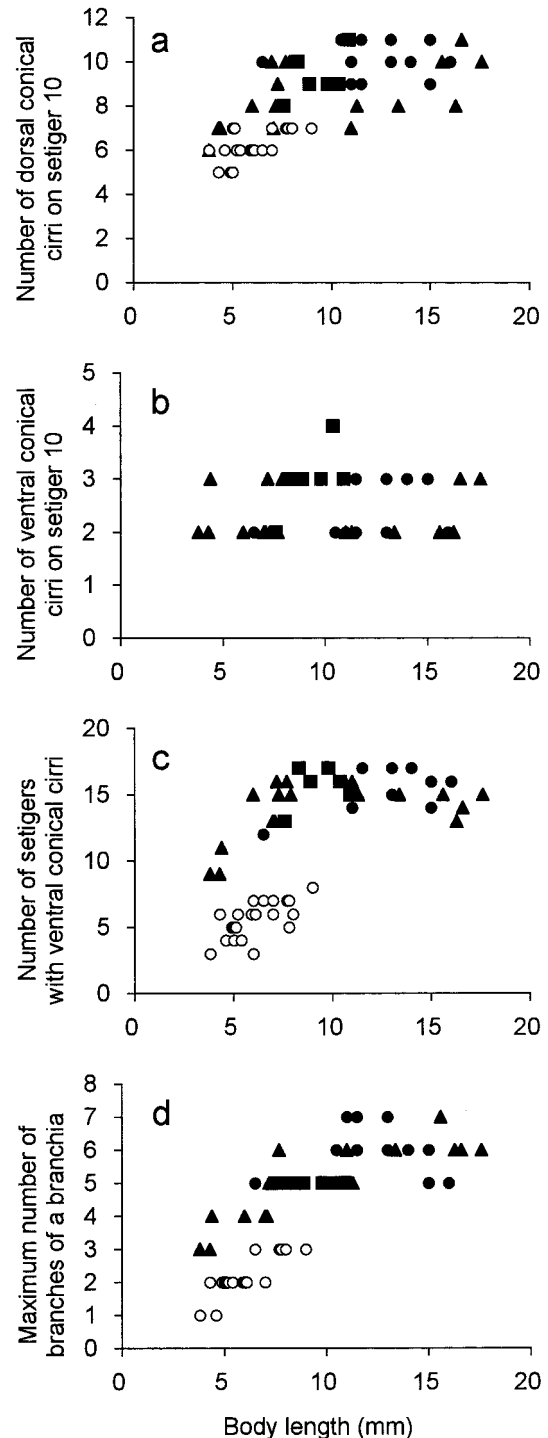 a
Number of dorsal conical
cirri on setiger 10
12
10
8
6
4
2
0
0 5 10 15 20
b
Number of ventral conical
cirri on setiger 10
5
4
3
2
1
0
0 5 10 15 20
c
Number of setigers
with ventral conical cirri
20
15
10
5
0
0 5 10 15 20
d
Maximum number of
branches of a branchia
8
7
6
5
4
3
2
1
0
0 5 10 15 20
Body length (mm)